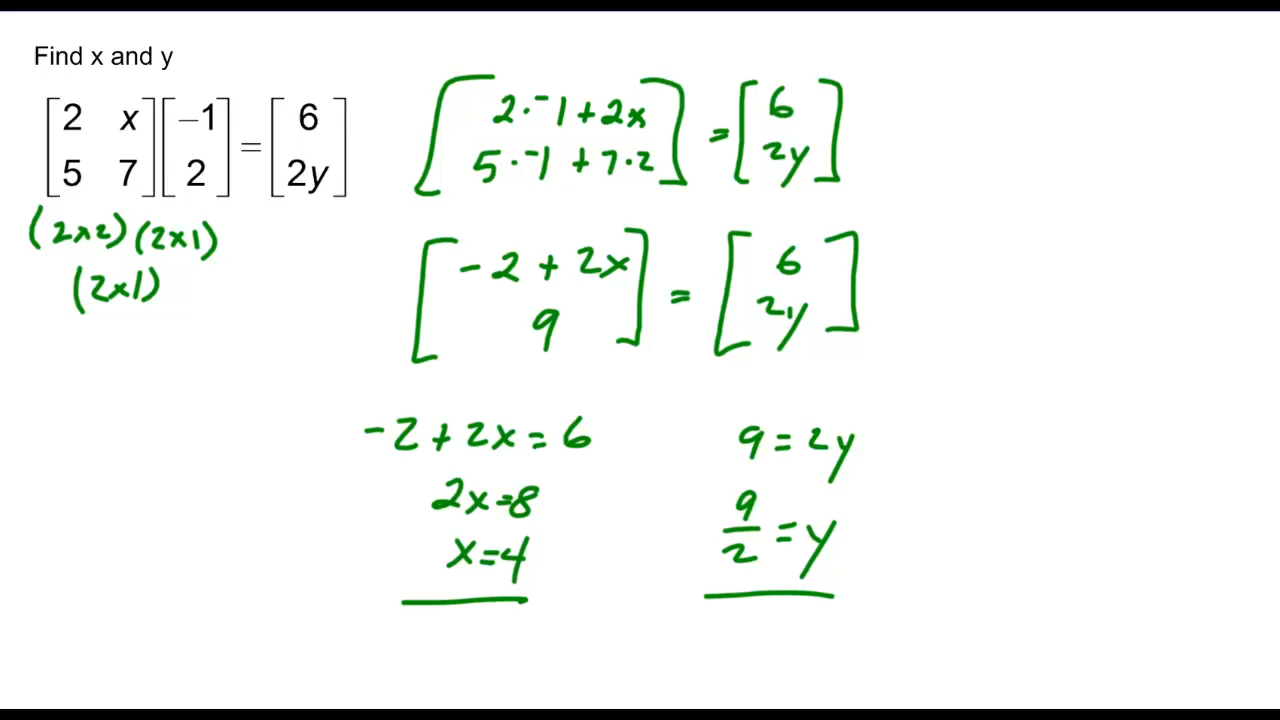 Find x and y
[2 x] [−1] = [6]
[5 7] [2] [2y]
(2x2) (2x1)
(2x1)
[2·-1+2x] = [6]
[5·-1 + 7·2] [2y]
[-2 + 2x] = [6]
[9] [2y]
-2 + 2x = 6
2x=8
x=4
9 = 2y
9/2 = y